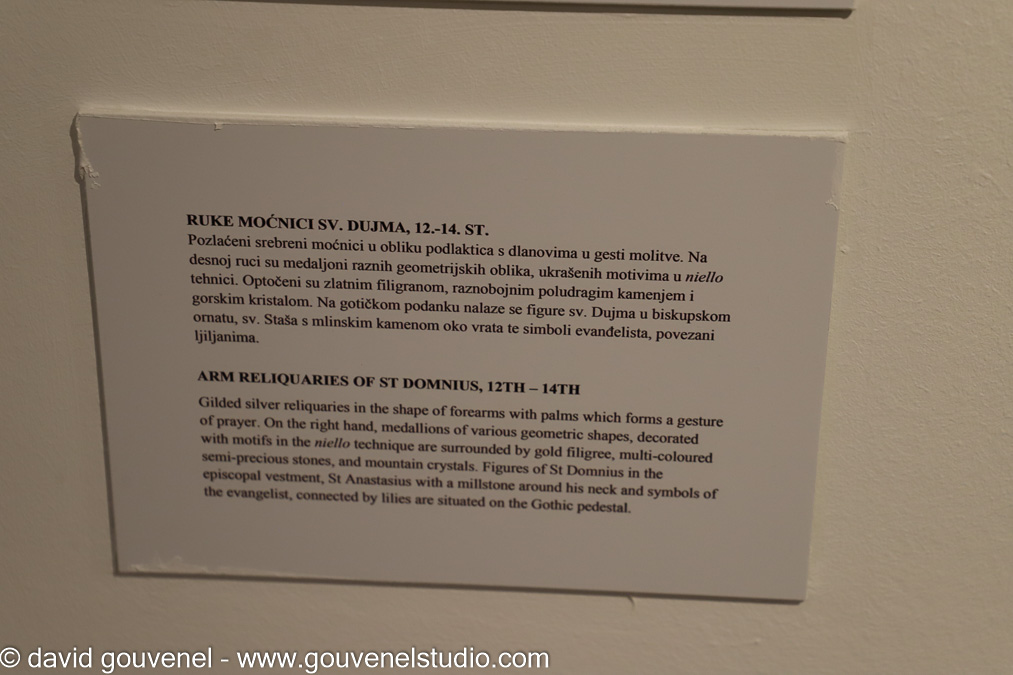 RUKE MOĆNICI SV. DUJMA, 12.-14. ST.
Pozlaćeni srebreni moćnici u obliku podlaktica s dlanovima u gesti molitve. Na
desnoj ruci su medaljoni raznih geometrijskih oblika, ukrašenih motivima u niello
tehnici. Optočeni su zlatnim filigranom, raznobojnim poludragim kamenjem i
gorskim kristalom. Na gotičkom podanku nalaze se figure sv. Dujma u biskupskom
ornatu, sv. Staša s mlinskim kamenom oko vrata te simboli evanđelista, povezani
ljiljanima.
ARM RELIQUARIES OF ST DOMNIUS, 12TH – 14TH
Gilded silver reliquaries in the shape of forearms with palms which forms a gesture
of prayer. On the right hand, medallions of various geometric shapes, decorated
with motifs in the niello technique are surrounded by gold filigree, multi-coloured
semi-precious stones, and mountain crystals. Figures of St Domnius in the
episcopal vestment, St Anastasius with a millstone around his neck and symbols of
the evangelist, connected by lilies are situated on the Gothic pedestal.
© david gouvenel - www.gouvenelstudio.com